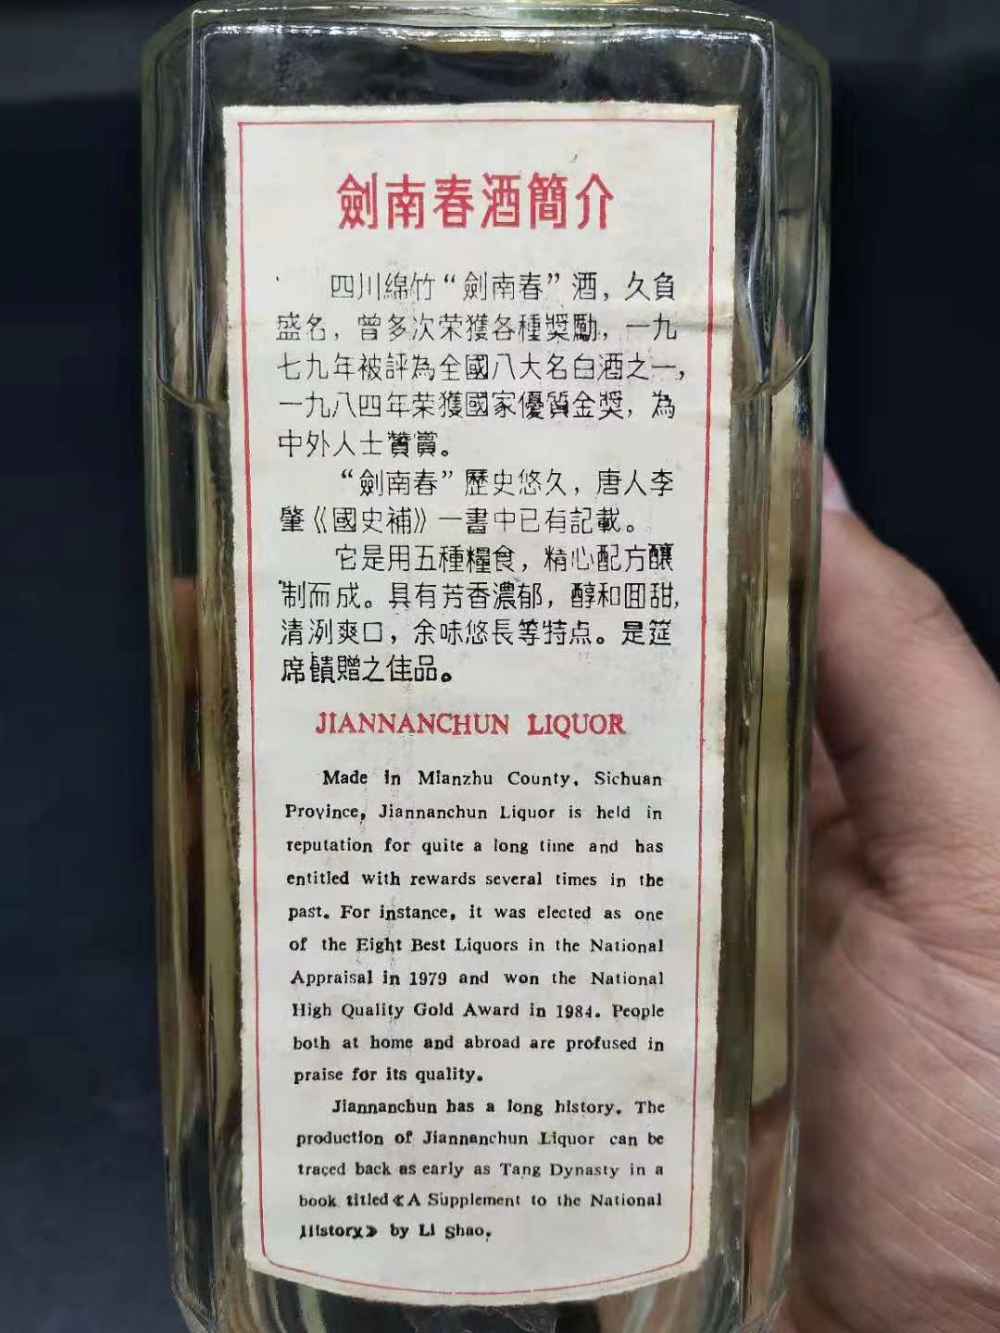 劍南春酒簡介
四川綿竹“劍南春”酒，久負
盛名，曾多次荣獲各種獎勵，一九
七九年被評為全國八大名白酒之一，
一九八四年荣獲國家優質金獎，為
中外人士贊賞。
“劍南春”歷史悠久，唐人李
肇《國史補》一書中已有記載。
它是用五種糧食，精心配方釀
制而成。具有芳香濃郁，醇和回甜，
清洌爽口，余味悠長等特点。是筵
席饋贈之佳品。
JIANNANCHUN LIQUOR
Made in Mianzhu County, Sichuan
Province, Jiannanchun Liquor is held in
reputation for quite a long time and has
entitled with rewards several times in the
past. For instance, it was elected as one
of the Eight Best Liquors in the National
Appraisal in 1979 and won the National
High Quality Gold Award in 1984. People
both at home and abroad are profused in
praise for its quality.
Jiannanchun has a long history. The
production of Jiannanchun Liquor can be
traced back as early as Tang Dynasty in a
book titled《A Supplement to the National
History》 by Li Shao.